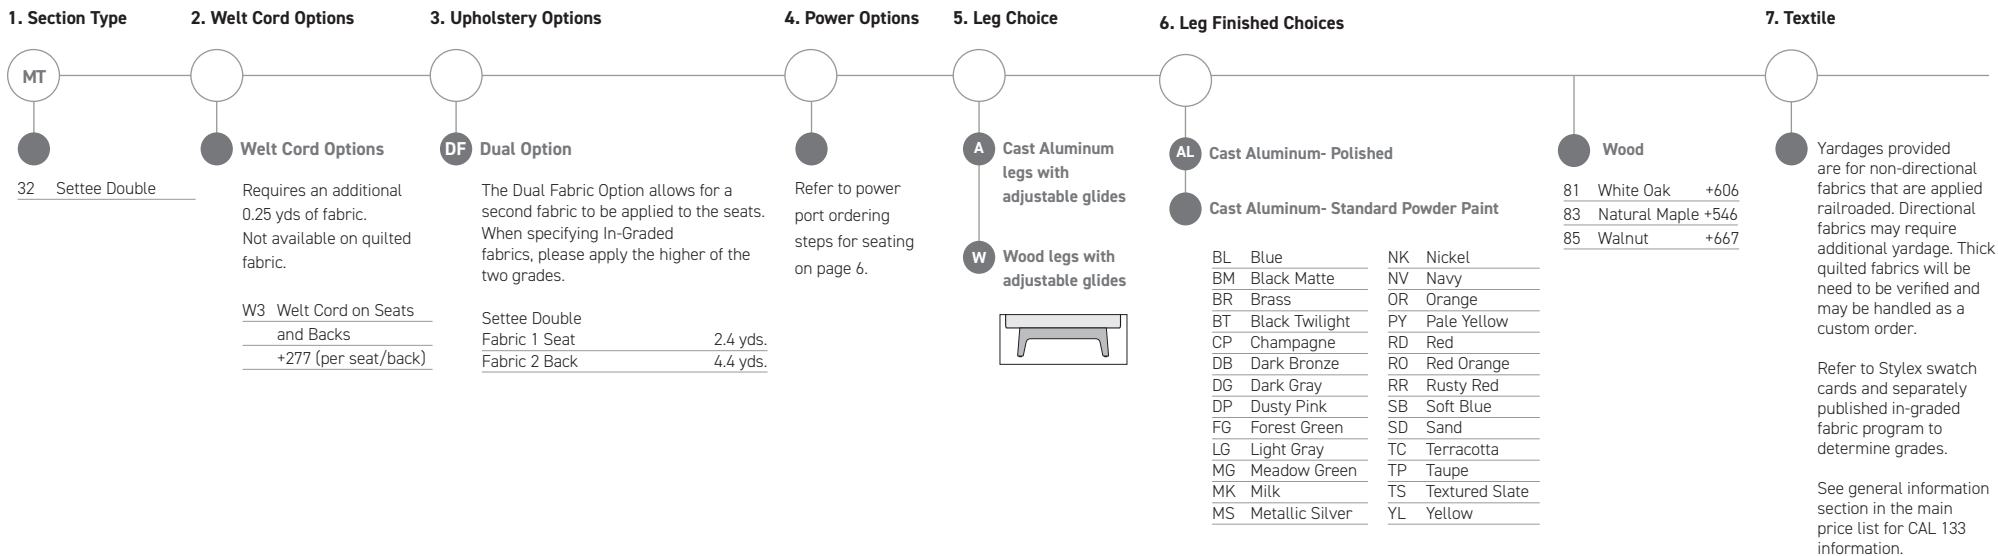 1. Section Type
MT
32 Settee Double
2. Welt Cord Options
Welt Cord Options
Requires an additional
0.25 yds of fabric.
Not available on quilted
fabric.
W3 Welt Cord on Seats
and Backs
+277 (per seat/back)
3. Upholstery Options
DF Dual Option
The Dual Fabric Option allows for a
second fabric to be applied to the seats.
When specifying In-Graded
fabrics, please apply the higher of the
two grades.
Settee Double
Fabric 1 Seat 2.4 yds.
Fabric 2 Back 4.4 yds.
4. Power Options
Refer to power
port ordering
steps for seating
on page 6.
5. Leg Choice
A Cast Aluminum
legs with
adjustable glides
W Wood legs with
adjustable glides
6. Leg Finished Choices
AL Cast Aluminum- Polished
Cast Aluminum- Standard Powder Paint
BL Blue
BM Black Matte
BR Brass
BT Black Twilight
CP Champagne
DB Dark Bronze
DG Dark Gray
DP Dusty Pink
FG Forest Green
LG Light Gray
MG Meadow Green
MK Milk
MS Metallic Silver
NK Nickel
NV Navy
OR Orange
PY Pale Yellow
RD Red
RO Red Orange
RR Rusty Red
SB Soft Blue
SD Sand
TC Terracotta
TP Taupe
TS Textured Slate
YL Yellow
Wood
81 White Oak +606
83 Natural Maple +546
85 Walnut +667
7. Textile
Yardages provided
are for non-directional
fabrics that are applied
railroaded. Directional
fabrics may require
additional yardage. Thick
quilted fabrics will be
need to be verified and
may be handled as a
custom order.
Refer to Stylex swatch
cards and separately
published in-graded
fabric program to
determine grades.
See general information
section in the main
price list for CAL 133
information.